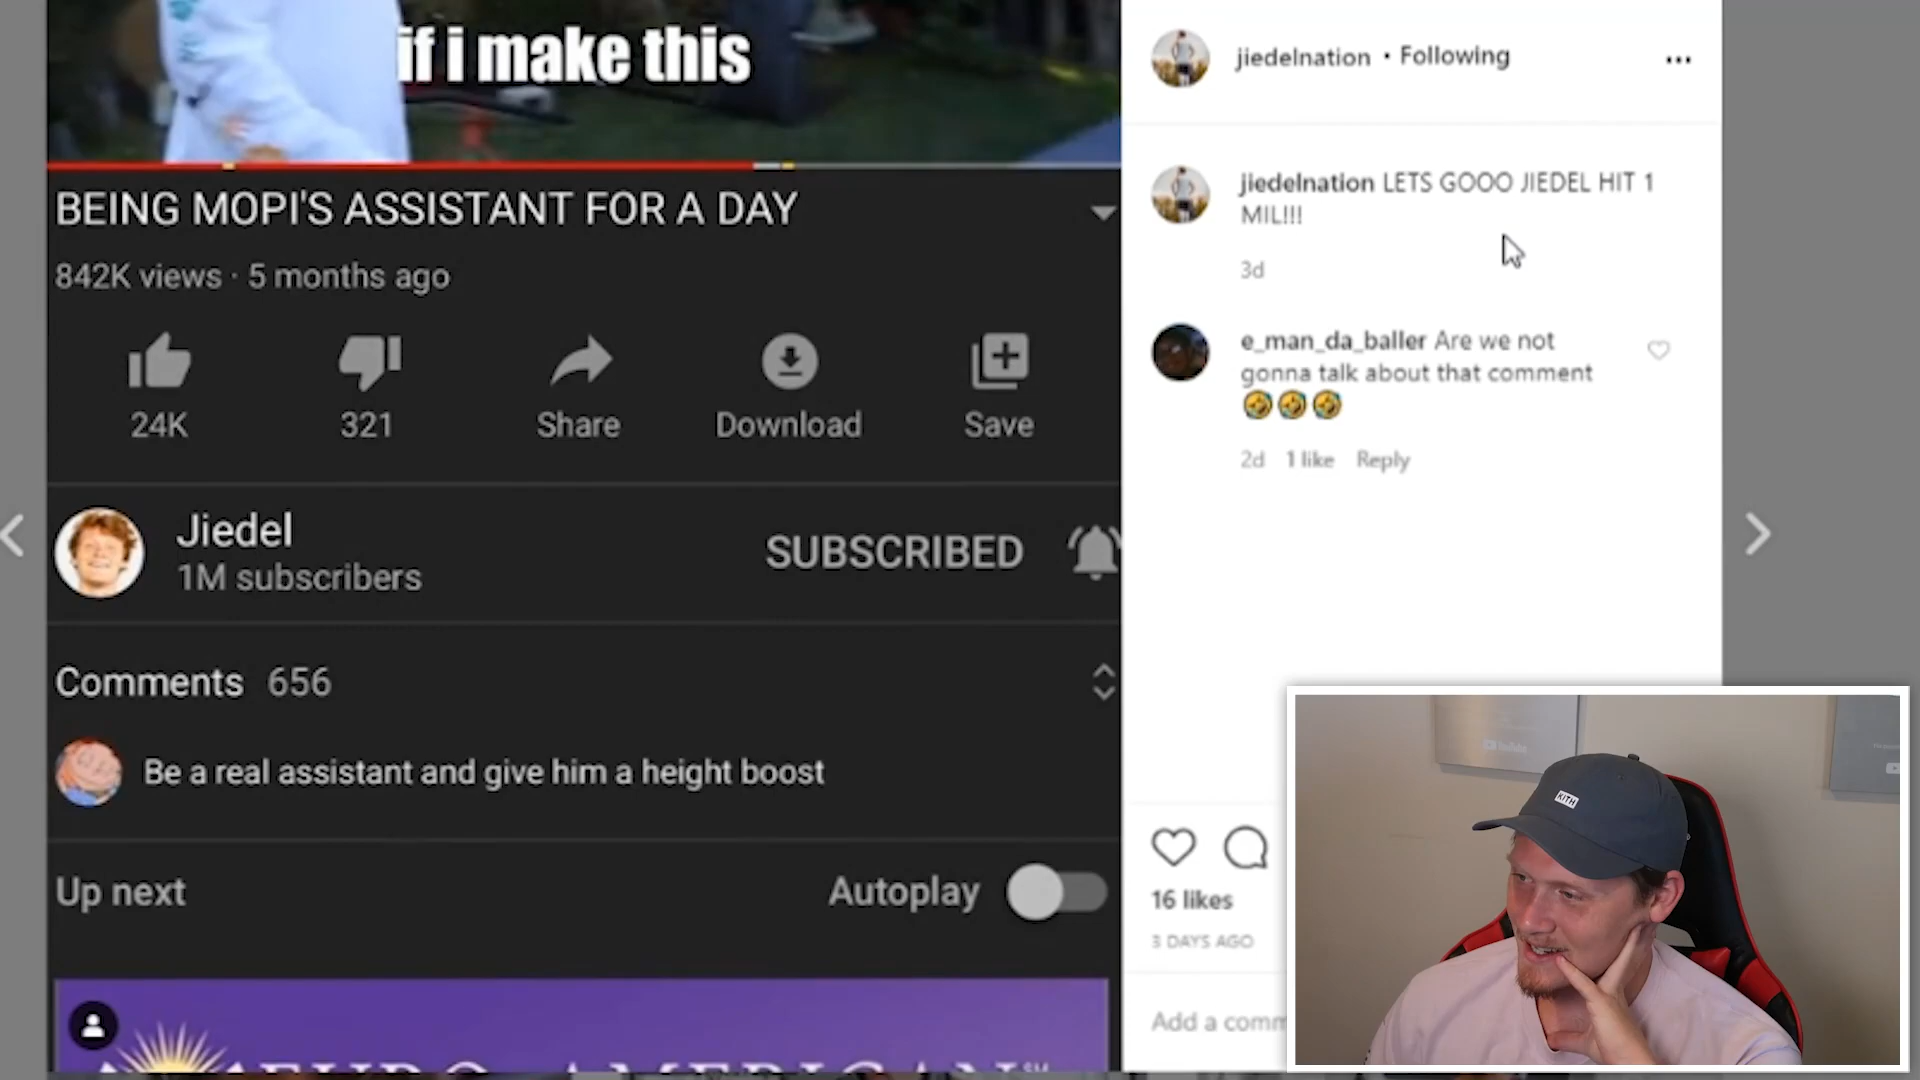 if i make this
BEING MOPI'S ASSISTANT FOR A DAY
842K views · 5 months ago
24K
321
Share
Download
Save
Jiedel
1M subscribers
SUBSCRIBED
Comments 656
Be a real assistant and give him a height boost
Up next
Autoplay
jiedelnation • Following
jiedelnation LETS GOOO JIEDEL HIT 1
MIL!!!
3d
e_man_da_baller Are we not
gonna talk about that comment
🤣🤣🤣
2d 1 like Reply
16 likes
3 DAYS AGO
Add a comm
YouTube
KITH